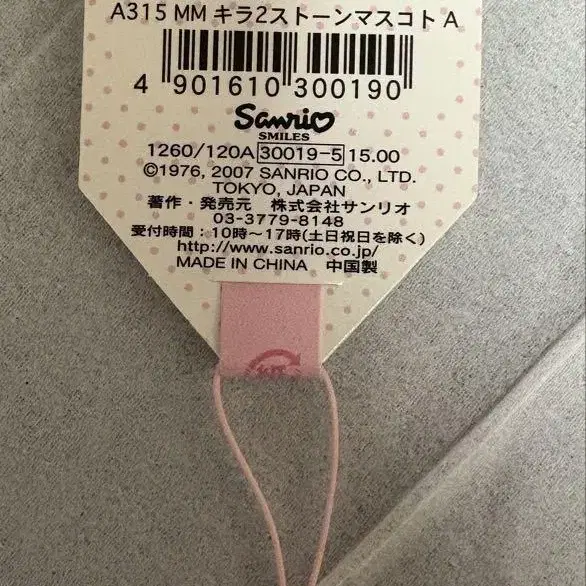 A315 MM キラ2ストーンマスコト A
4 901610 300190
Sanrio
SMILES
1260/120A 30019-5 15.00
©1976, 2007 SANRIO CO., LTD.
TOKYO, JAPAN
著作・発売元 株式会社サンリオ
03-3779-8148
受付時間：10時〜17時(土日祝日を除く)
http://www.sanrio.co.jp/
MADE IN CHINA 中国製
紙